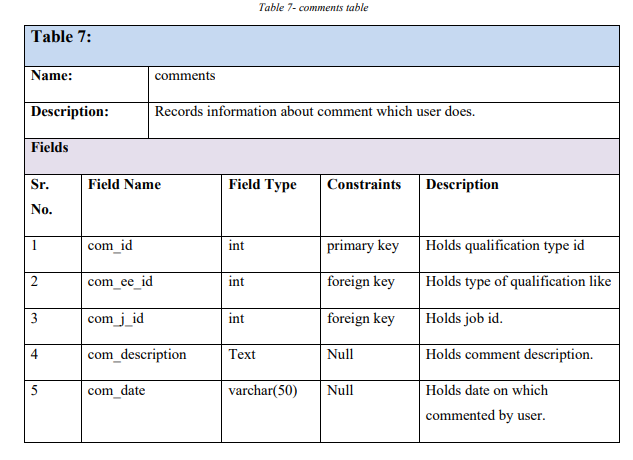 Table 7- comments table
Table 7:
Name: comments
Description: Records information about comment which user does.
Fields
Sr. No. Field Name Field Type Constraints Description
1 com_id int primary key Holds qualification type id
2 com_ee_id int foreign key Holds type of qualification like
3 com_j_id int foreign key Holds job id.
4 com_description Text Null Holds comment description.
5 com_date varchar(50) Null Holds date on which
commented by user.